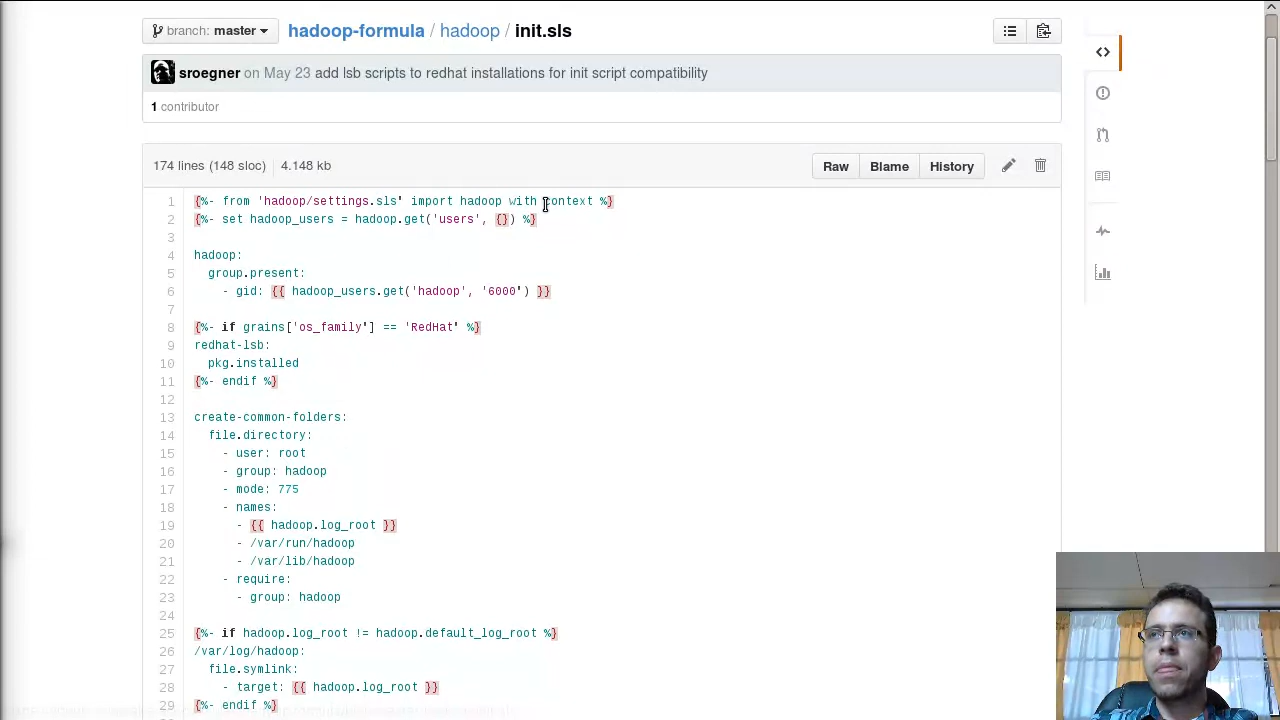 branch: master hadoop-formula / hadoop / init.sls
sroegner on May 23 add lsb scripts to redhat installations for init script compatibility
1 contributor
174 lines (148 sloc) 4.148 kb Raw Blame History
1 {%- from 'hadoop/settings.sls' import hadoop with context %}
2 {%- set hadoop_users = hadoop.get('users', {}) %}
3
4 hadoop:
5 group.present:
6 - gid: {{ hadoop_users.get('hadoop', '6000') }}
7
8 {%- if grains['os_family'] == 'RedHat' %}
9 redhat-lsb:
10 pkg.installed
11 {%- endif %}
12
13 create-common-folders:
14 file.directory:
15 - user: root
16 - group: hadoop
17 - mode: 775
18 - names:
19 - {{ hadoop.log_root }}
20 - /var/run/hadoop
21 - /var/lib/hadoop
22 - require:
23 - group: hadoop
24
25 {%- if hadoop.log_root != hadoop.default_log_root %}
26 /var/log/hadoop:
27 file.symlink:
28 - target: {{ hadoop.log_root }}
29 {%- endif %}